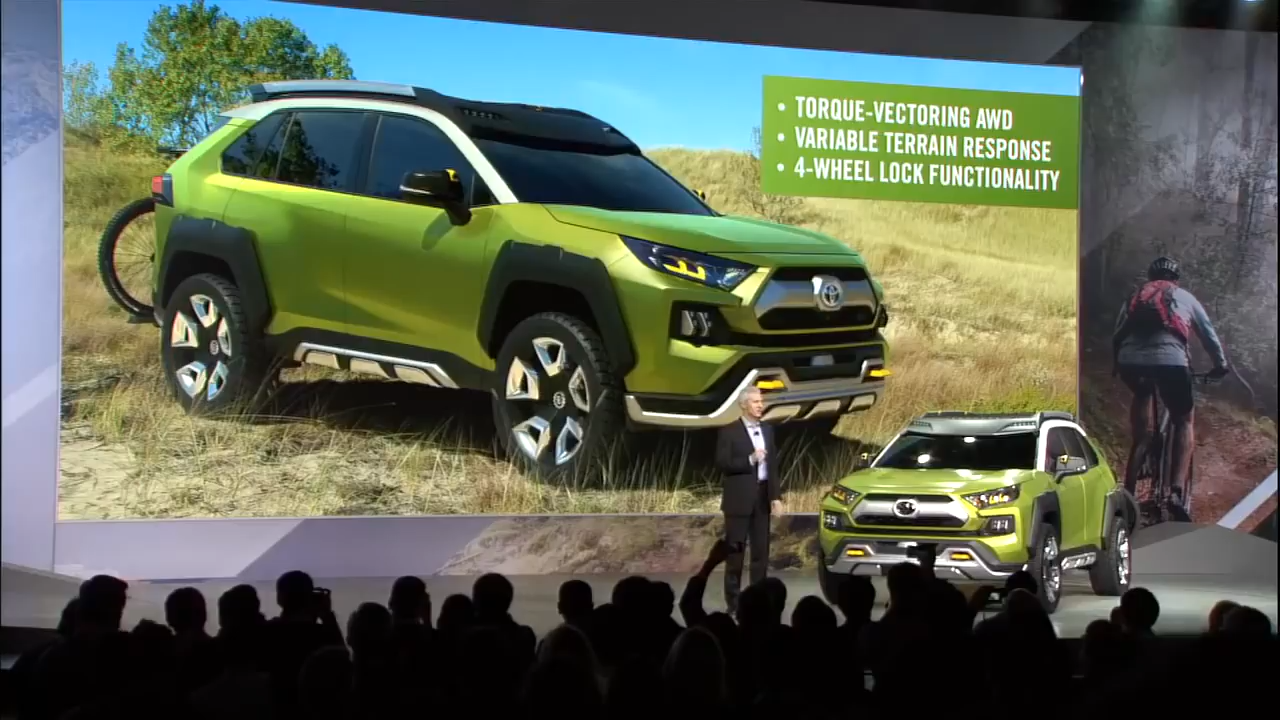 • TORQUE-VECTORING AWD
• VARIABLE TERRAIN RESPONSE
• 4-WHEEL LOCK FUNCTIONALITY